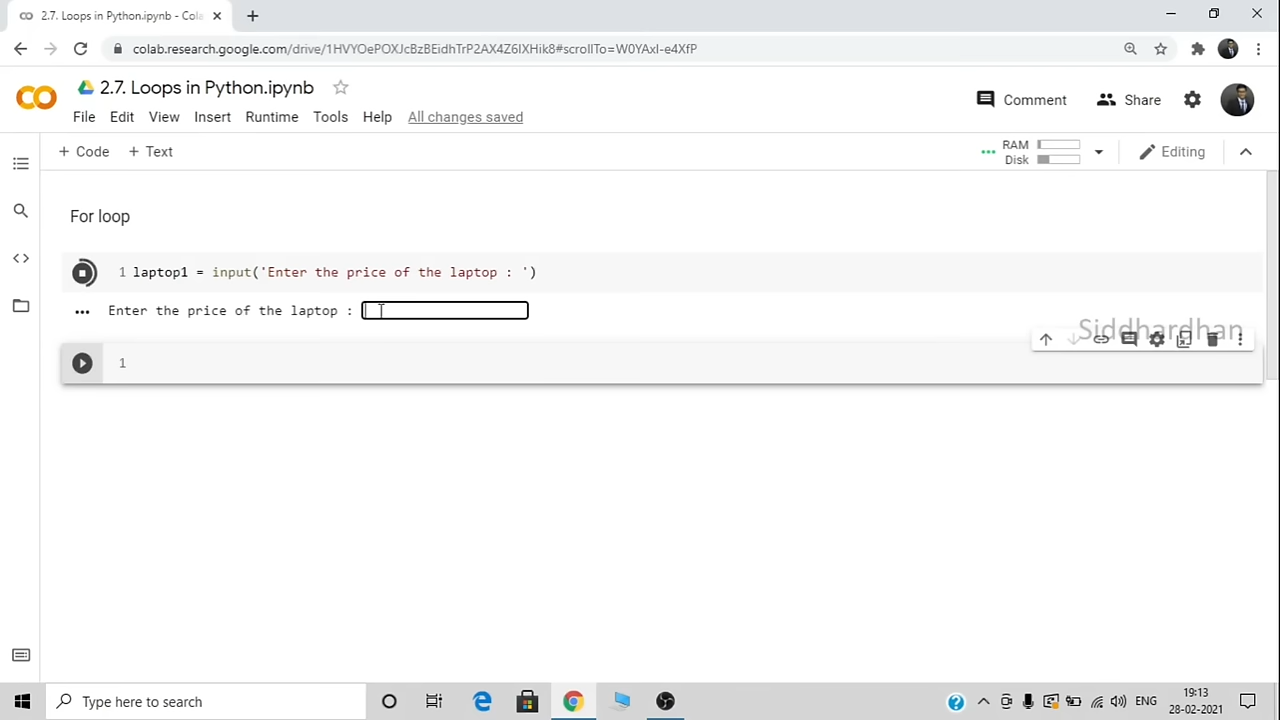 2.7. Loops in Python.ipynb - Cola
colab.research.google.com/drive/1HVYOePOXJcBzBEidhTrP2AX4Z6IXHik8#scrollTo=W0YAxI-e4XfP
2.7. Loops in Python.ipynb
Comment
Share
File Edit View Insert Runtime Tools Help All changes saved
+ Code + Text
RAM
Disk
Editing
For loop
1 laptop1 = input('Enter the price of the laptop : ')
Enter the price of the laptop :
Siddhardhan
1
Type here to search
ENG
19:13
28-02-2021